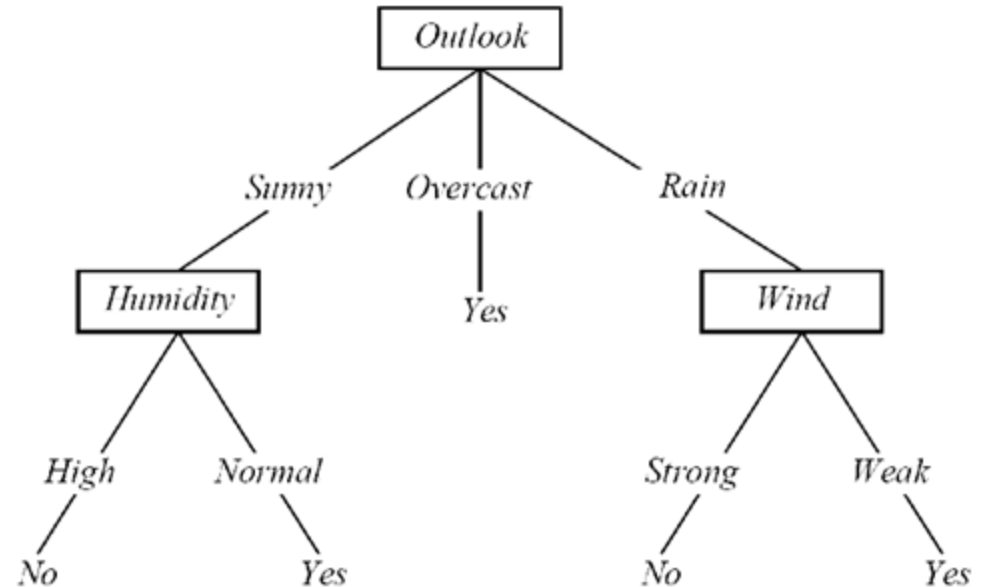 Outlook
Sunny Overcast Rain
Humidity Yes Wind
High Normal Strong Weak
No Yes No Yes